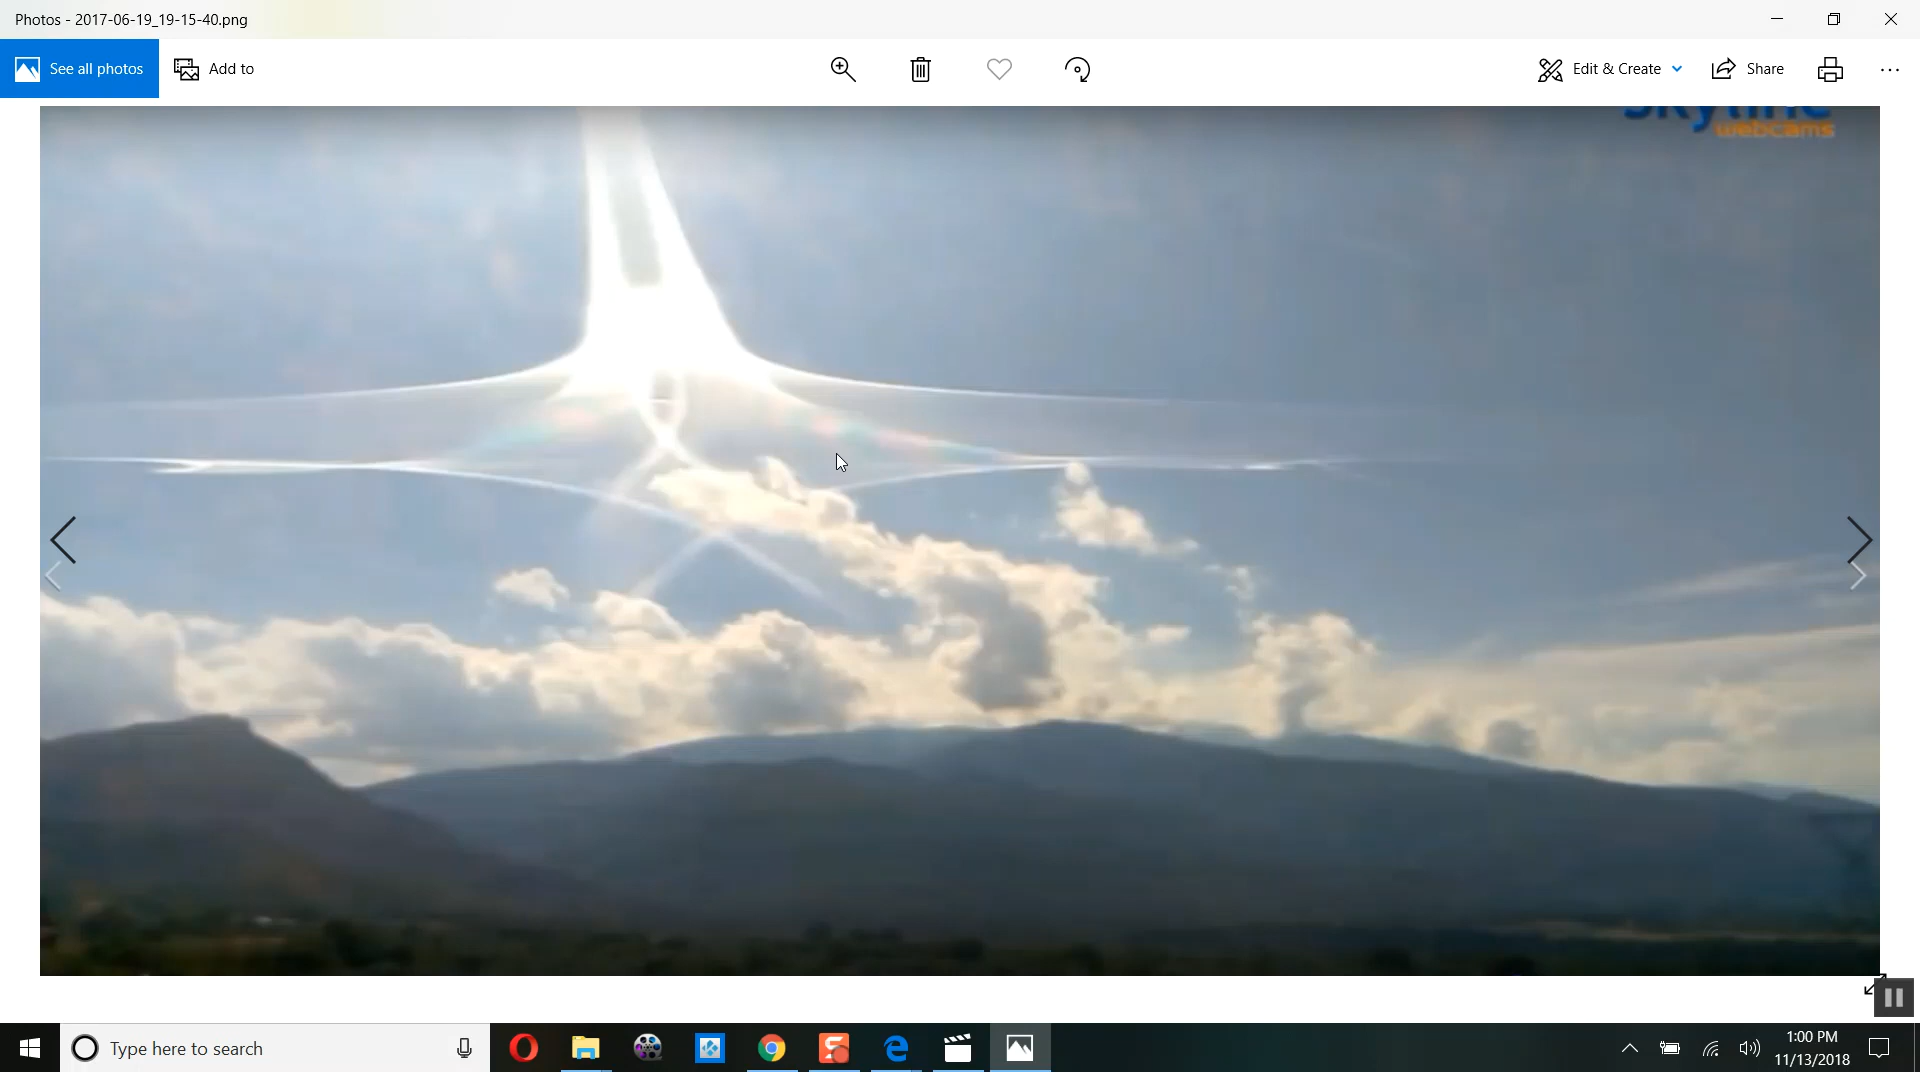 Photos - 2017-06-19_19-15-40.png
See all photos
Add to
Edit & Create
Share
skyline
webcams
Type here to search
1:00 PM
11/13/2018